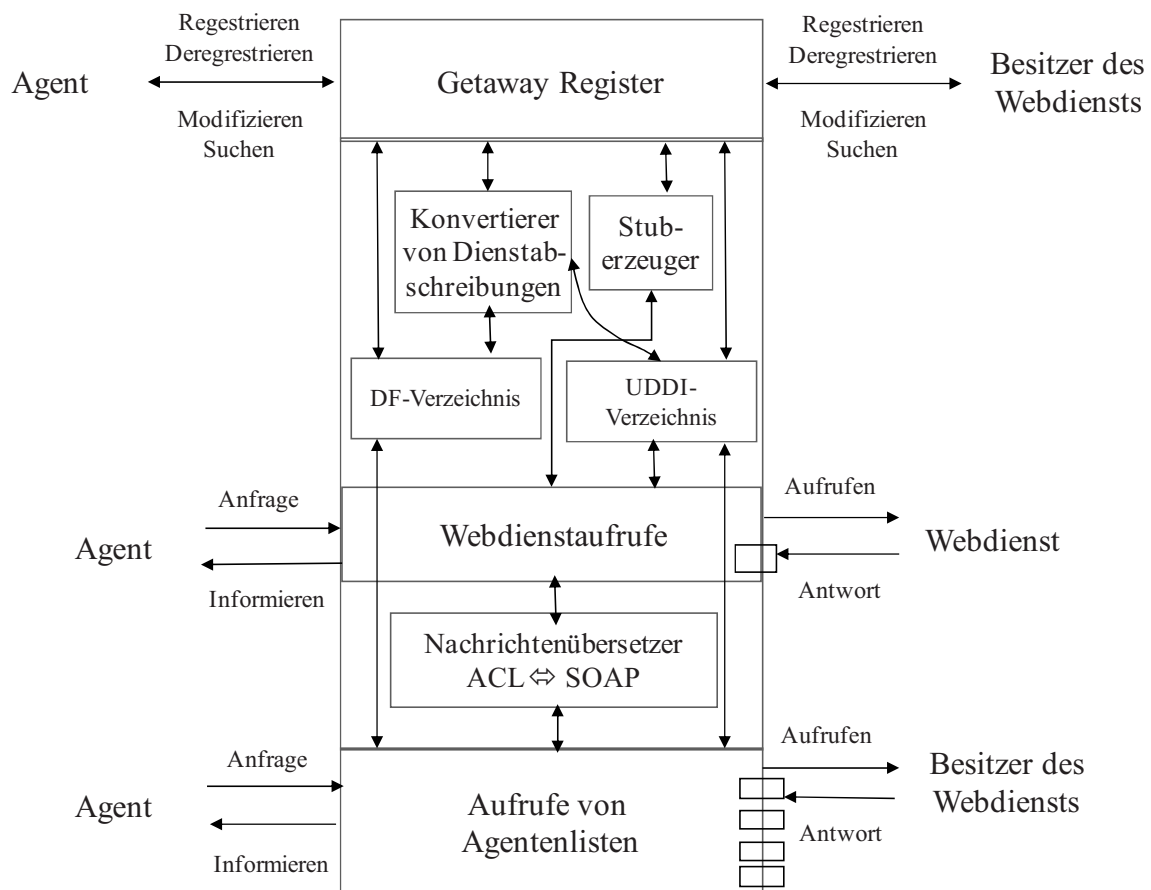 Regestrieren
Deregrestrieren
Agent
Modifizieren
Suchen
Getaway Register
Regestrieren
Deregrestrieren
Besitzer des
Webdiensts
Modifizieren
Suchen
Konvertierer
von Dienstab-
schreibungen
Stub-
erzeuger
DF-Verzeichnis
UDDI-
Verzeichnis
Anfrage
Agent
Informieren
Webdienstaufrufe
Aufrufen
Webdienst
Antwort
Nachrichtenübersetzer
ACL ⬄ SOAP
Anfrage
Agent
Informieren
Aufrufe von
Agentenlisten
Aufrufen
Besitzer des
Webdiensts
Antwort